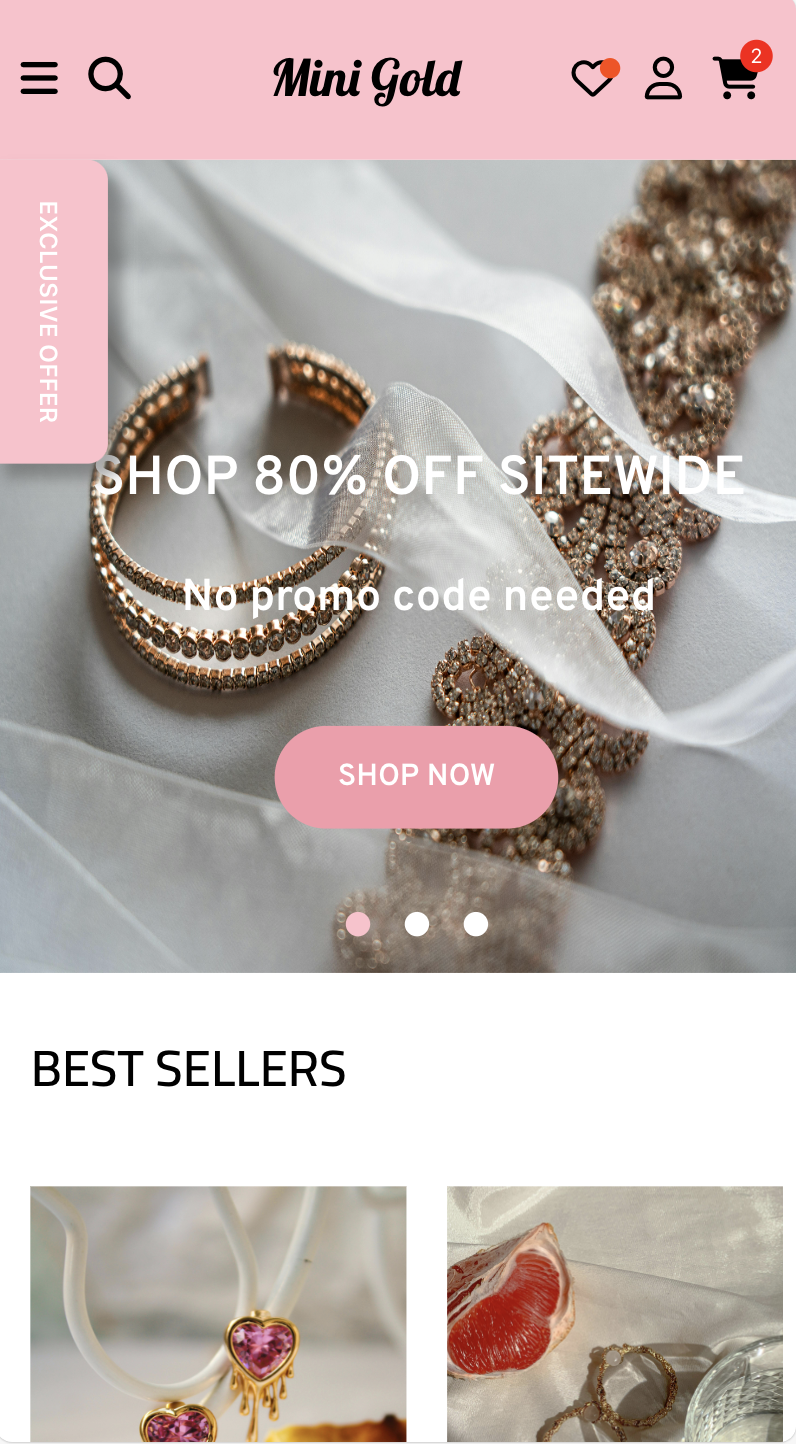 Mini Gold
2
EXCLUSIVE OFFER
SHOP 80% OFF SITEWIDE
No promo code needed
SHOP NOW
BEST SELLERS